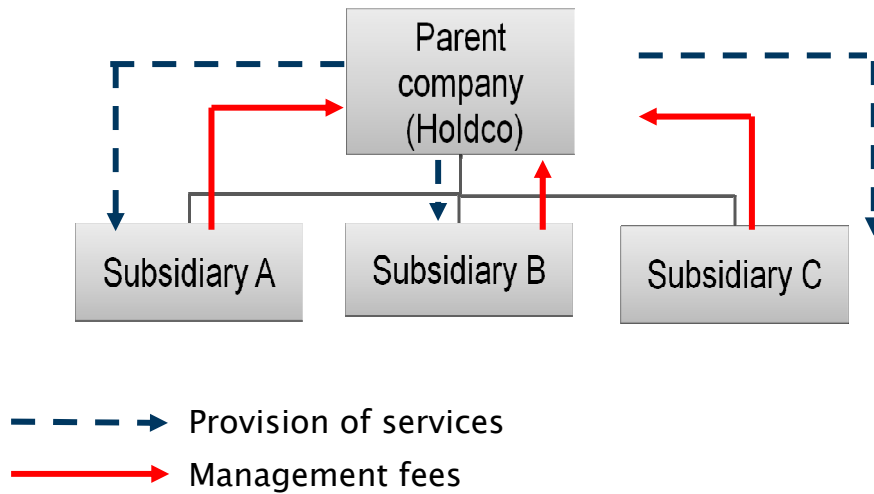 Parent
company
(Holdco)
Subsidiary A
Subsidiary B
Subsidiary C
Provision of services
Management fees